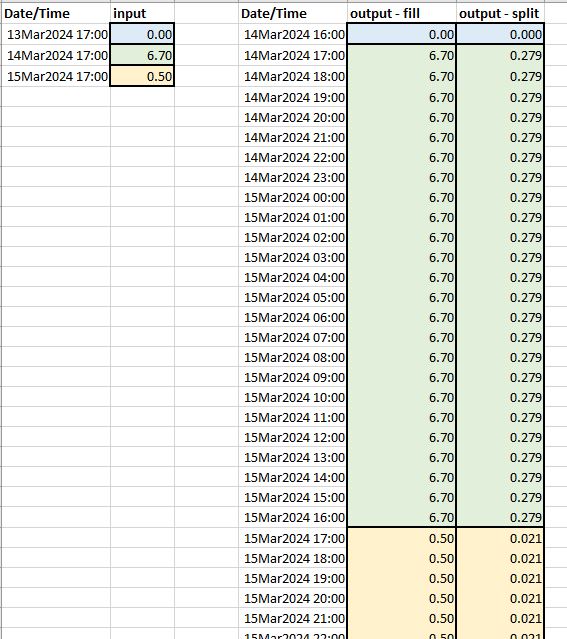 Date/Time input Date/Time output - fill output - split
13Mar2024 17:00 0.00 14Mar2024 16:00 0.00 0.000
14Mar2024 17:00 6.70 14Mar2024 17:00 6.70 0.279
15Mar2024 17:00 0.50 14Mar2024 18:00 6.70 0.279
14Mar2024 19:00 6.70 0.279
14Mar2024 20:00 6.70 0.279
14Mar2024 21:00 6.70 0.279
14Mar2024 22:00 6.70 0.279
14Mar2024 23:00 6.70 0.279
15Mar2024 00:00 6.70 0.279
15Mar2024 01:00 6.70 0.279
15Mar2024 02:00 6.70 0.279
15Mar2024 03:00 6.70 0.279
15Mar2024 04:00 6.70 0.279
15Mar2024 05:00 6.70 0.279
15Mar2024 06:00 6.70 0.279
15Mar2024 07:00 6.70 0.279
15Mar2024 08:00 6.70 0.279
15Mar2024 09:00 6.70 0.279
15Mar2024 10:00 6.70 0.279
15Mar2024 11:00 6.70 0.279
15Mar2024 12:00 6.70 0.279
15Mar2024 13:00 6.70 0.279
15Mar2024 14:00 6.70 0.279
15Mar2024 15:00 6.70 0.279
15Mar2024 16:00 6.70 0.279
15Mar2024 17:00 0.50 0.021
15Mar2024 18:00 0.50 0.021
15Mar2024 19:00 0.50 0.021
15Mar2024 20:00 0.50 0.021
15Mar2024 21:00 0.50 0.021
15Mar2024 22:00 0.50 0.021